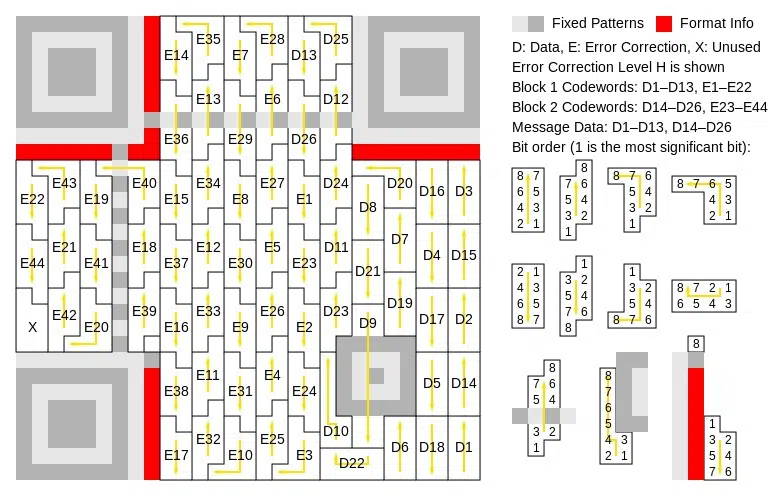 Fixed Patterns Format Info
D: Data, E: Error Correction, X: Unused
Error Correction Level H is shown
Block 1 Codewords: D1–D13, E1–E22
Block 2 Codewords: D14–D26, E23–E44
Message Data: D1–D13, D14–D26
Bit order (1 is the most significant bit):
E14 E35 E7 E28 D13 D25
E13 E6 D12
E36 E29 D26
E22 E43 E19 E40 E15 E34 E8 E27 E1 D24 D8 D20 D16 D3
E44 E21 E41 E18 E37 E12 E30 E5 E23 D11 D21 D7 D4 D15
X E42 E20 E39 E16 E33 E9 E26 E2 D23 D9 D19 D17 D2
E38 E11 E31 E4 E24 D5 D14
E17 E32 E10 E25 E3 D10 D22 D6 D18 D1
8 7
6 5
4 3
2 1
8
7 6
5 4
3 2
1
8 7 6
5 4
3 2
1
8 7 6 5
4 3
2 1
2 1
4 3
6 5
8 7
1
3 2
5 4
7 6
8
1
3 2
5 4
8 7 6
8 7 2 1
6 5 4 3
8
7 6
5 4
3 2
1
8
7
6
5
4 3
2 1
8
1
3 2
5 4
7 6